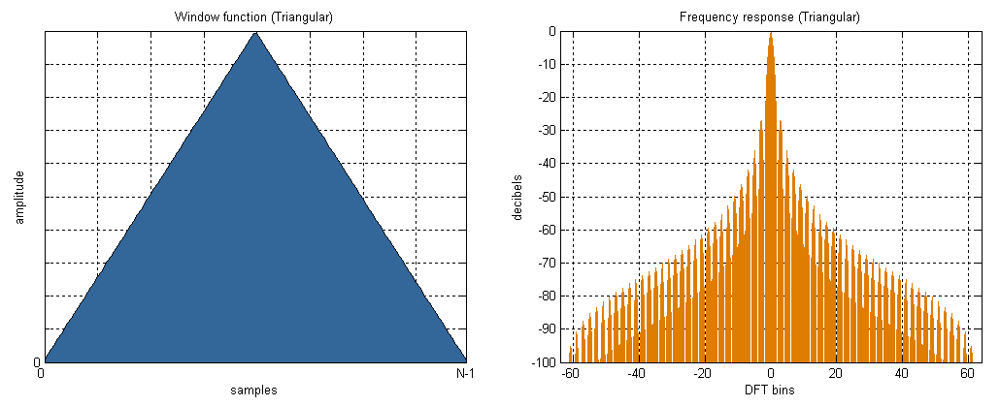 Window function (Triangular)
amplitude
0
0
N-1
samples
Frequency response (Triangular)
decibels
0
-10
-20
-30
-40
-50
-60
-70
-80
-90
-100
-60
-40
-20
0
20
40
60
DFT bins